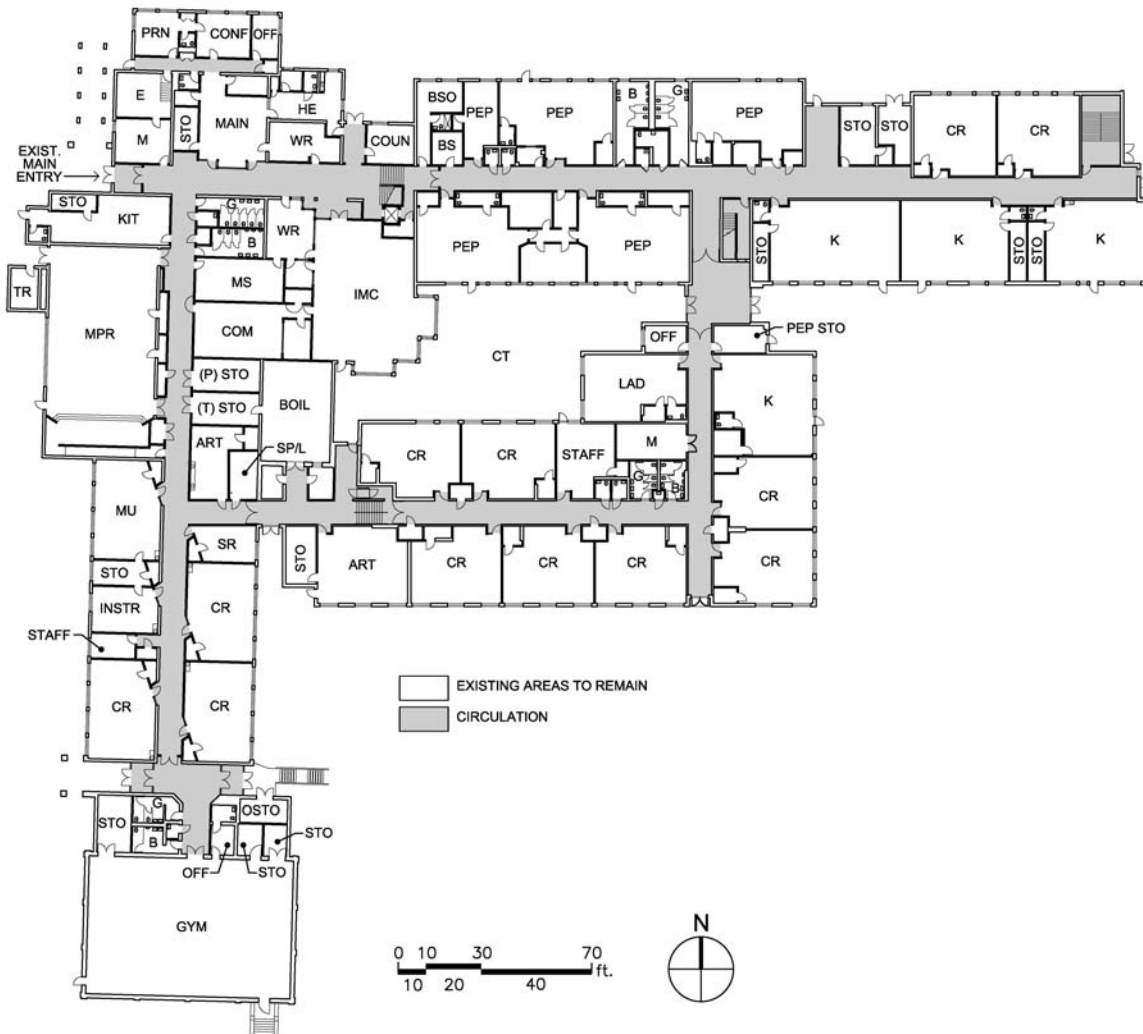 PRN
CONF
OFF
E
STO
MAIN
HE
M
WR
COUN
BSO
BS
PEP
PEP
B
G
PEP
STO
STO
CR
CR
EXIST.
MAIN
ENTRY
STO
KIT
G
B
WR
PEP
PEP
STO
K
K
STO
STO
K
TR
MPR
MS
IMC
COM
CT
OFF
PEP STO
(P) STO
(T) STO
BOIL
LAD
K
ART
SP/L
CR
CR
STAFF
M
G
B
CR
MU
SR
STO
ART
CR
CR
CR
CR
STO
INSTR
CR
STAFF
CR
CR
EXISTING AREAS TO REMAIN
CIRCULATION
STO
G
B
OSTO
STO
OFF
STO
GYM
0 10 30 70
ft.
10 20 40
N